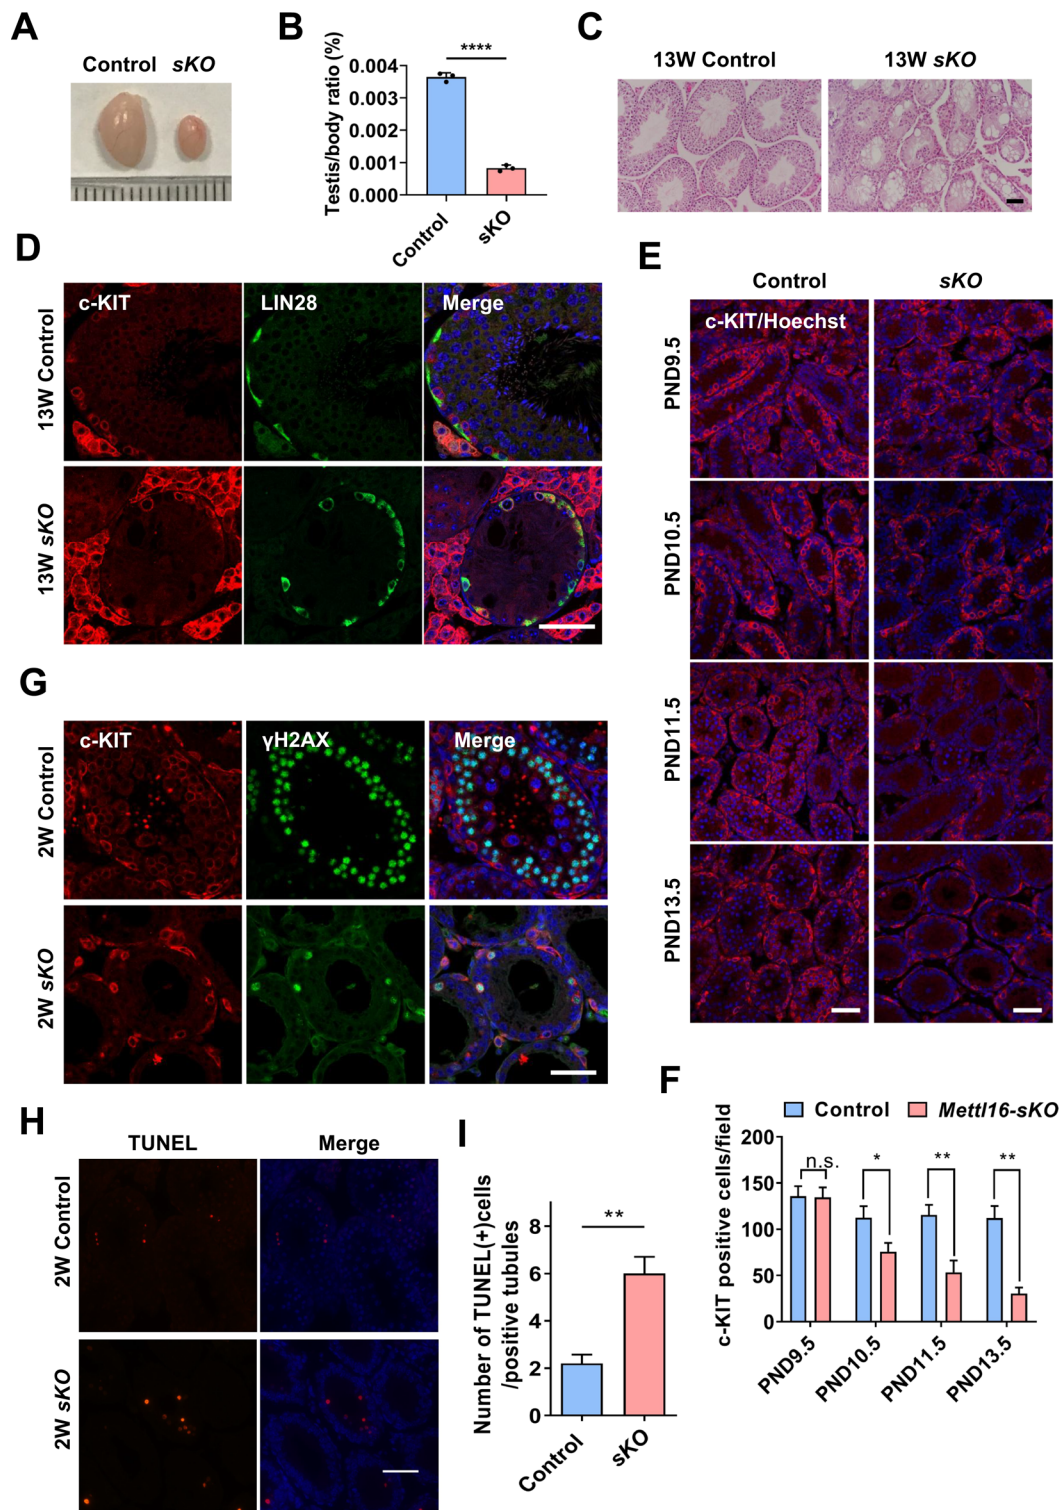 A
Control sKO
B
Testis/body ratio (%)
0.004
0.003
0.002
0.001
0.000
****
Control
sKO
C
13W Control
13W sKO
D
c-KIT
LIN28
Merge
13W Control
13W sKO
E
Control
sKO
c-KIT/Hoechst
PND9.5
PND10.5
PND11.5
PND13.5
G
c-KIT
γH2AX
Merge
2W Control
2W sKO
F
Control
Mettl16-sKO
c-KIT positive cells/field
200
150
100
50
0
n.s.
*
**
**
PND9.5
PND10.5
PND11.5
PND13.5
H
TUNEL
Merge
2W Control
2W sKO
I
Number of TUNEL(+)cells
/positive tubules
8
6
4
2
0
**
Control
sKO